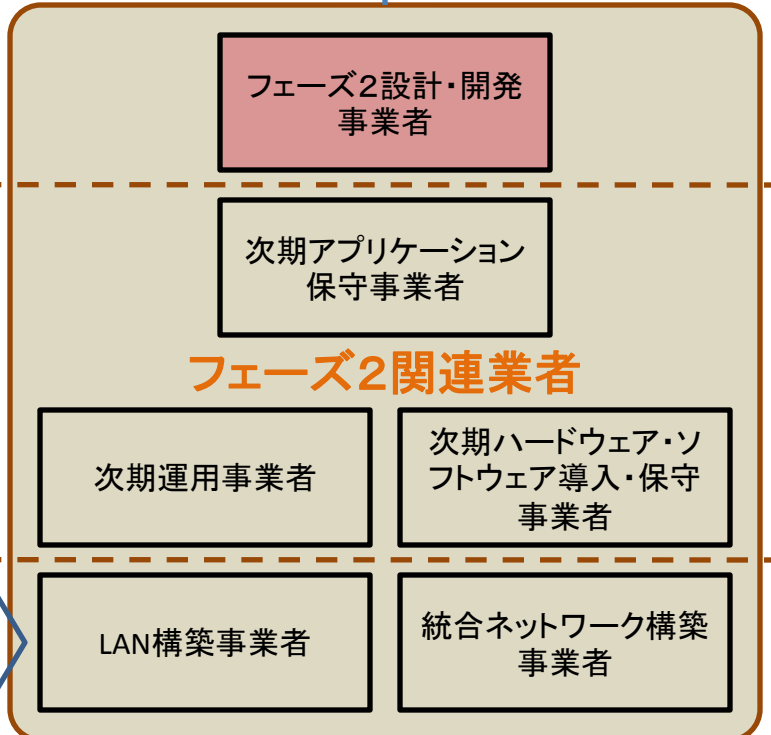 フェーズ2設計・開発
事業者
次期アプリケーション
保守事業者
フェーズ2関連業者
次期運用事業者
次期ハードウェア・ソ
フトウェア導入・保守
事業者
LAN構築事業者
統合ネットワーク構築
事業者